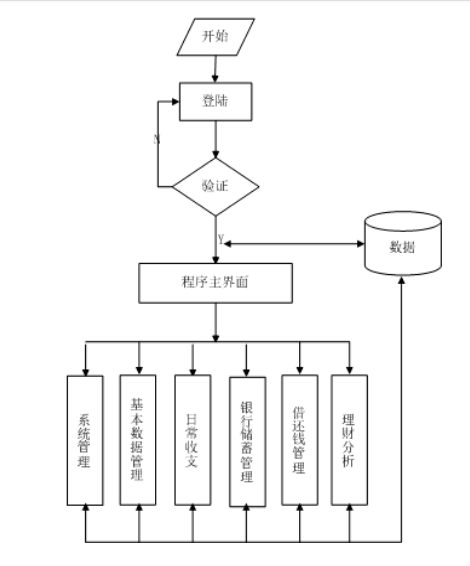 开始
登陆
N
验证
Y
数据
程序主界面
系统管理
基本数据管理
日常收支
银行储蓄管理
借还钱管理
理财分析